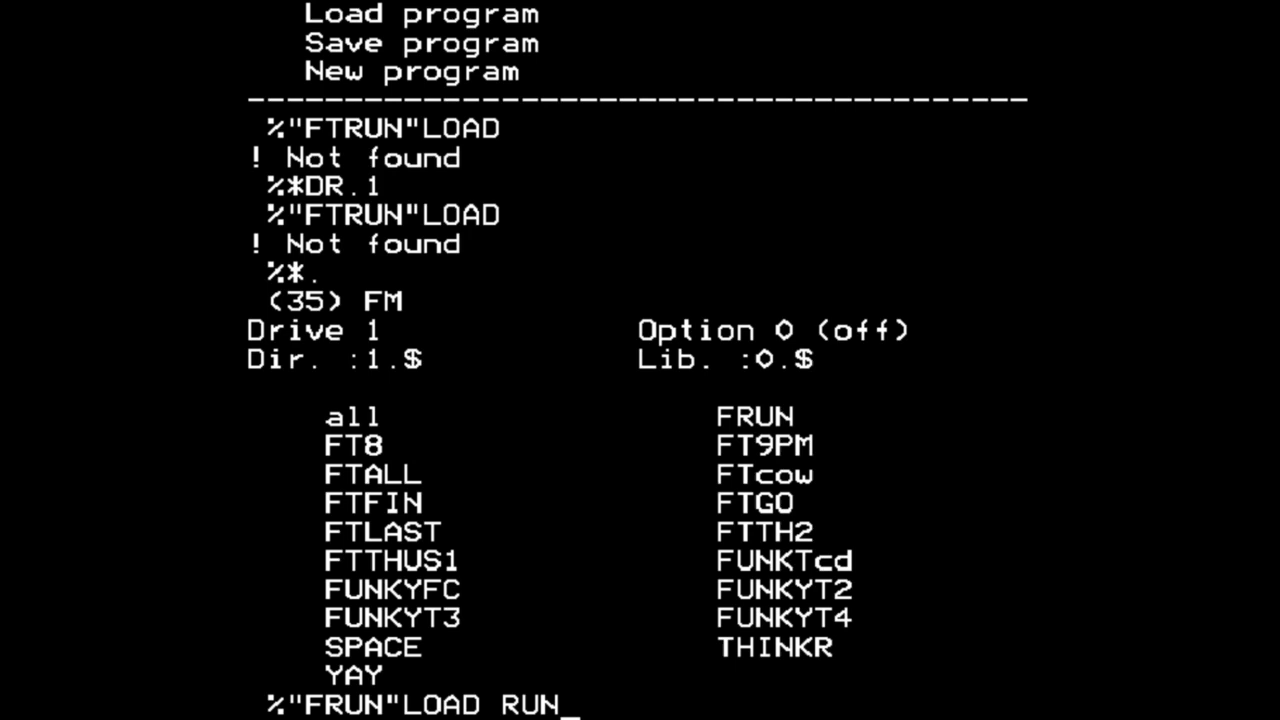 Load program
Save program
New program
----------------------------------------
%"FTRUN"LOAD
! Not found
%*DR.1
%"FTRUN"LOAD
! Not found
%*.
(35) FM
Drive 1 Option 0 (off)
Dir. :1.$ Lib. :0.$
all FRUN
FT8 FT9PM
FTALL FTcow
FTFIN FTGO
FTLAST FTTH2
FTTHUS1 FUNKTcd
FUNKYFC FUNKYT2
FUNKYT3 FUNKYT4
SPACE THINKR
YAY
%"FRUN"LOAD RUN_